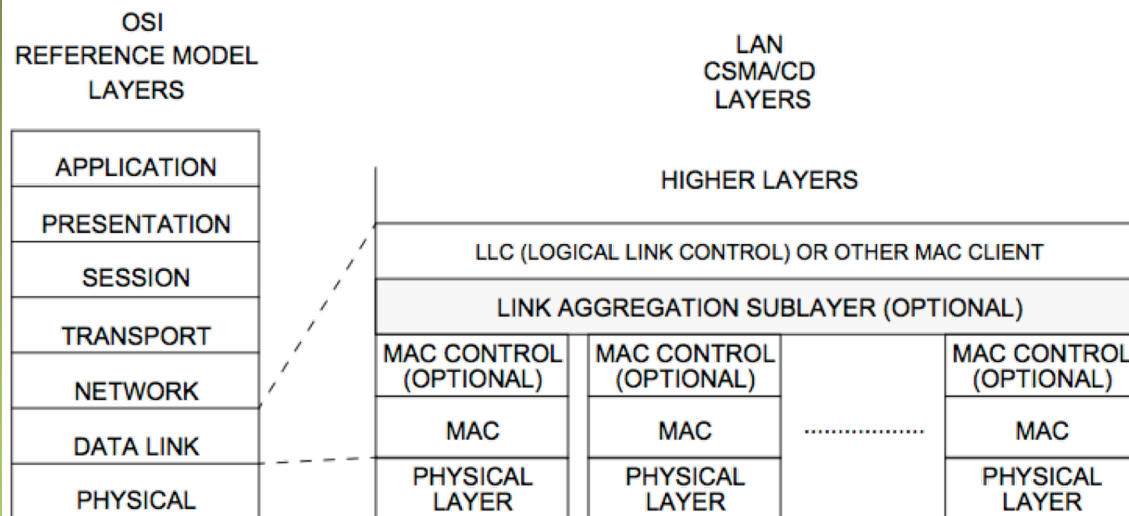 OSI
REFERENCE MODEL
LAYERS
APPLICATION
PRESENTATION
SESSION
TRANSPORT
NETWORK
DATA LINK
PHYSICAL
LAN
CSMA/CD
LAYERS
HIGHER LAYERS
LLC (LOGICAL LINK CONTROL) OR OTHER MAC CLIENT
LINK AGGREGATION SUBLAYER (OPTIONAL)
MAC CONTROL
(OPTIONAL)
MAC
PHYSICAL
LAYER
MAC CONTROL
(OPTIONAL)
MAC
PHYSICAL
LAYER
..................
MAC CONTROL
(OPTIONAL)
MAC
PHYSICAL
LAYER